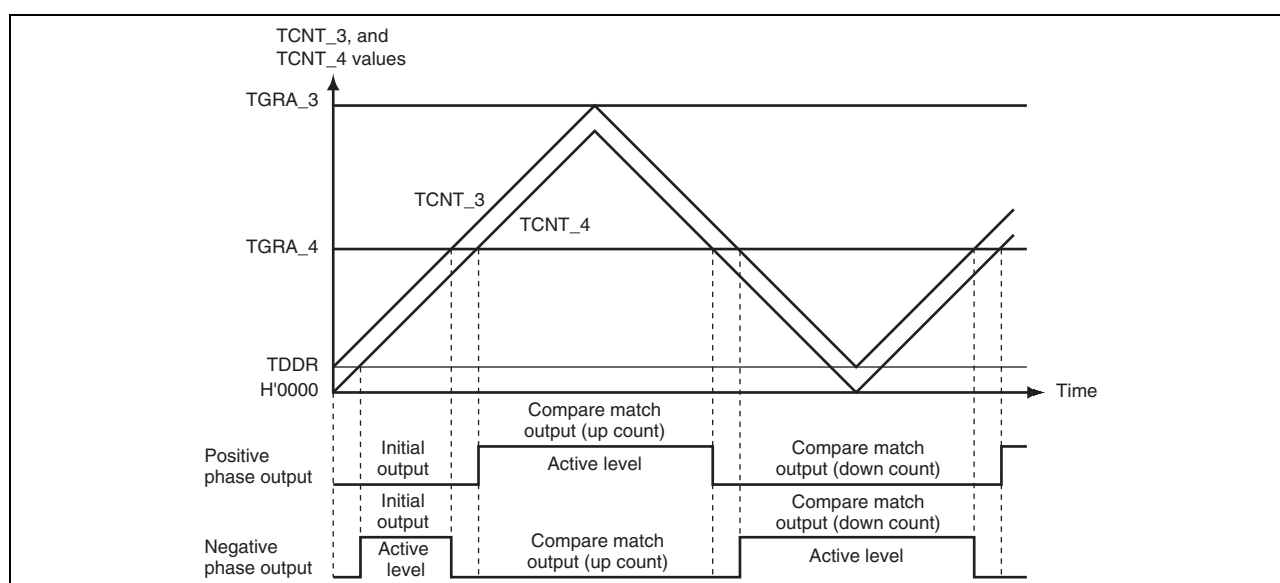 TCNT_3, and
TCNT_4 values
TGRA_3
TCNT_3
TCNT_4
TGRA_4
TDDR
H'0000
Time
Compare match
output (up count)
Positive
phase output
Initial
output
Active level
Compare match
output (down count)
Initial
output
Compare match
output (down count)
Negative
phase output
Active
level
Compare match
output (up count)
Active level